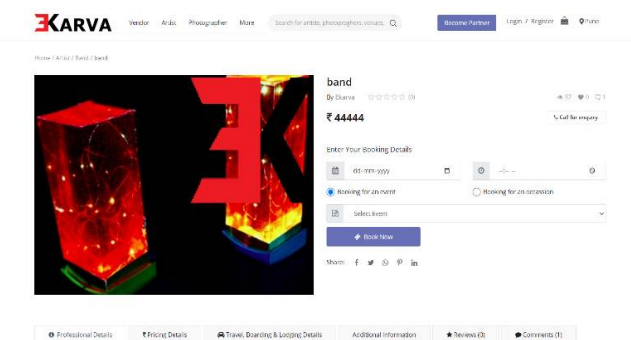 EKARVA
Vendor Artist Photographer More
Search for artists, photographers, venues,
Become Partner
Login / Register
Pune
Home / Artist / Band / band
band
By Ekarva (0)
37 0 1
₹ 44444
Call for enquiry
Enter Your Booking Details
dd-mm-yyyy
--:--
Booking for an event
Booking for an occassion
Select Event
Book Now
Share:
Professional Details
₹ Pricing Details
Travel, Boarding & Lodging Details
Additional Information
Reviews (0)
Comments (1)